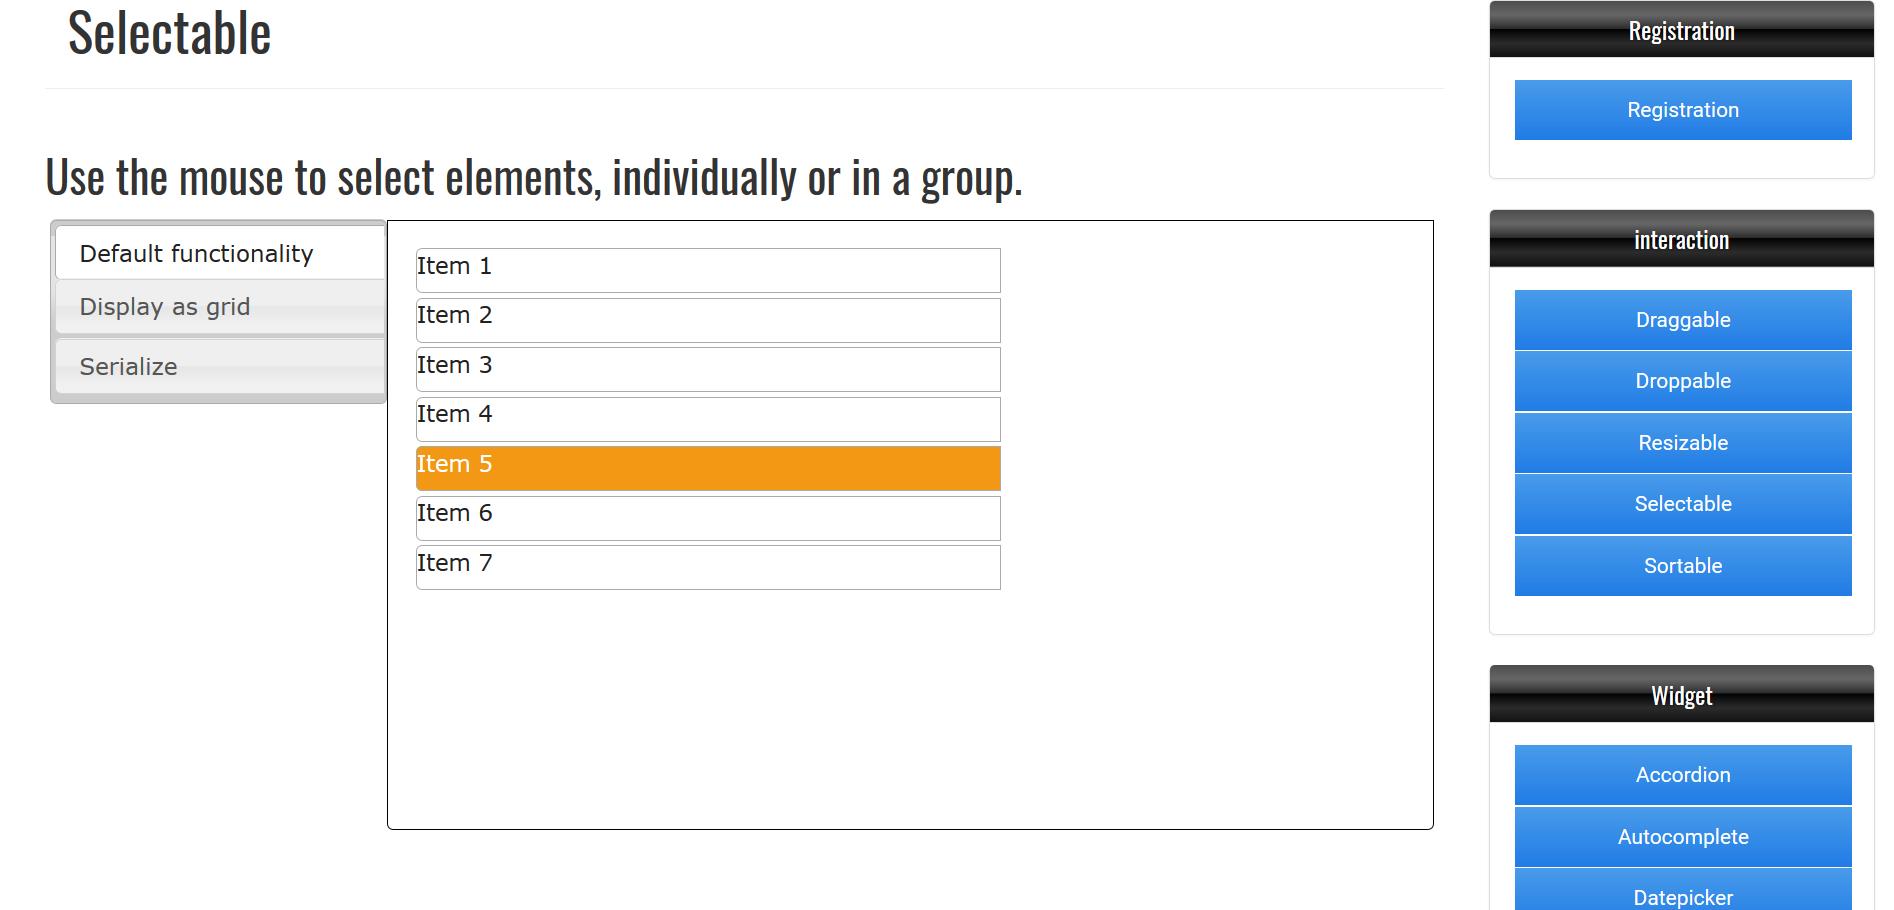 Selectable
Use the mouse to select elements, individually or in a group.
Default functionality
Display as grid
Serialize
Item 1
Item 2
Item 3
Item 4
Item 5
Item 6
Item 7
Registration
Registration
interaction
Draggable
Droppable
Resizable
Selectable
Sortable
Widget
Accordion
Autocomplete
Datepicker